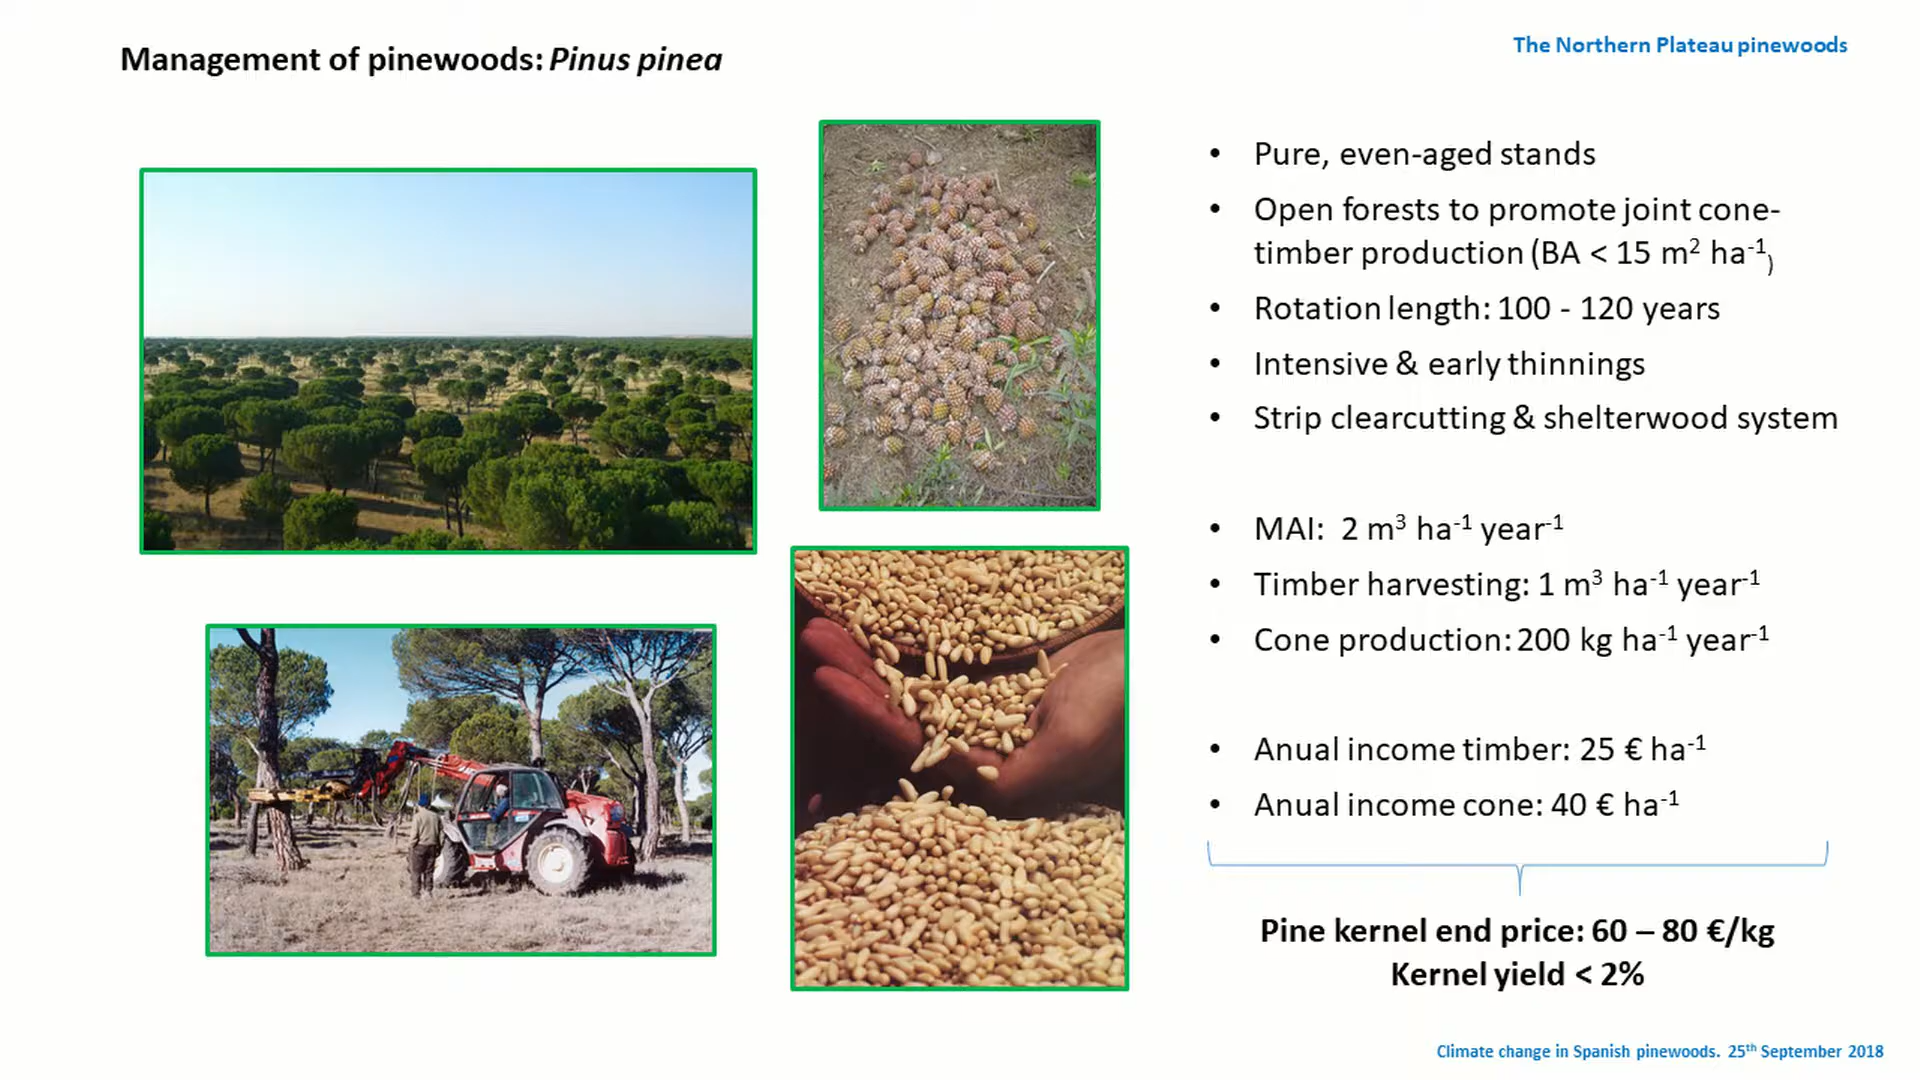 Management of pinewoods: Pinus pinea
The Northern Plateau pinewoods
• Pure, even-aged stands
• Open forests to promote joint cone-
timber production (BA < 15 m² ha⁻¹)
• Rotation length: 100 - 120 years
• Intensive & early thinnings
• Strip clearcutting & shelterwood system
• MAI: 2 m³ ha⁻¹ year⁻¹
• Timber harvesting: 1 m³ ha⁻¹ year⁻¹
• Cone production: 200 kg ha⁻¹ year⁻¹
• Anual income timber: 25 € ha⁻¹
• Anual income cone: 40 € ha⁻¹
Pine kernel end price: 60 – 80 €/kg
Kernel yield < 2%
Climate change in Spanish pinewoods. 25th September 2018